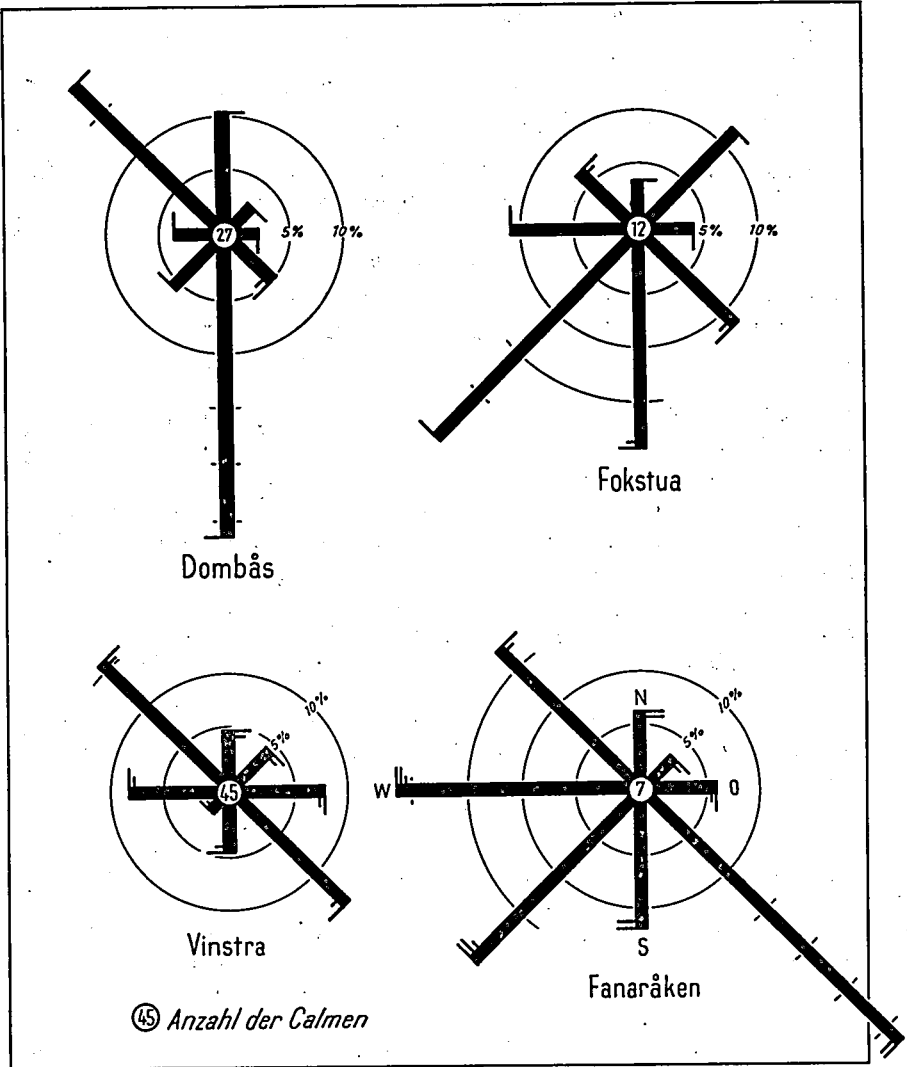 27
5%
10%
Dombås
12
5%
10%
Fokstua
45
5%
10%
Vinstra
N
W
7
O
S
5%
10%
Fanaråken
45 Anzahl der Calmen